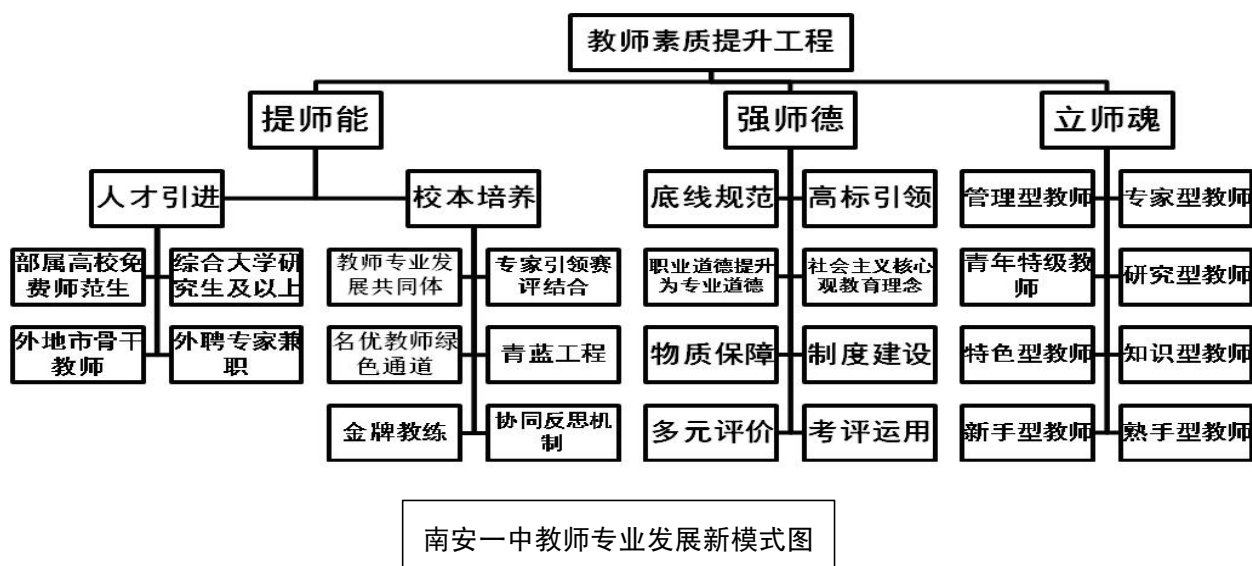 教师素质提升工程
提师能
强师德
立师魂
人才引进
校本培养
底线规范
高标引领
管理型教师
专家型教师
部属高校免
费师范生
综合大学研
究生及以上
教师专业发
展共同体
专家引领赛
评结合
职业道德提升
为专业道德
社会主义核心
观教育理念
青年特级教
师
研究型教师
外地市骨干
教师
外聘专家兼
职
名优教师绿
色通道
青蓝工程
物质保障
制度建设
特色型教师
知识型教师
金牌教练
协同反思机
制
多元评价
考评运用
新手型教师
熟手型教师
南安一中教师专业发展新模式图